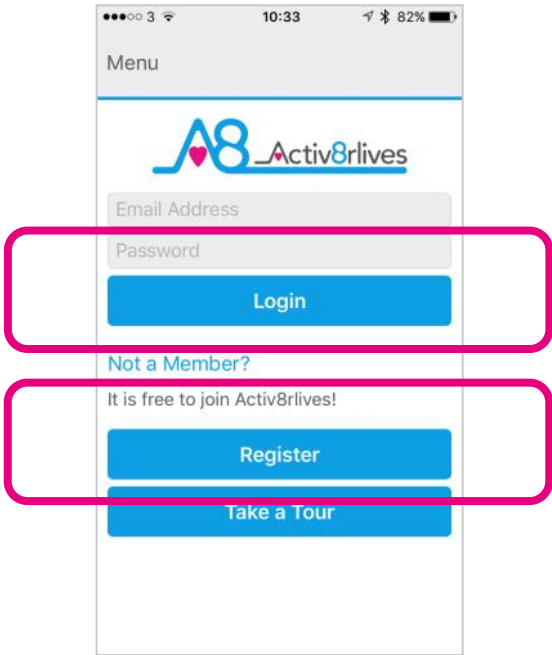 3 10:33 82%
Menu
A8 Activ8rlives
Email Address
Password
Login
Not a Member?
It is free to join Activ8rlives!
Register
Take a Tour